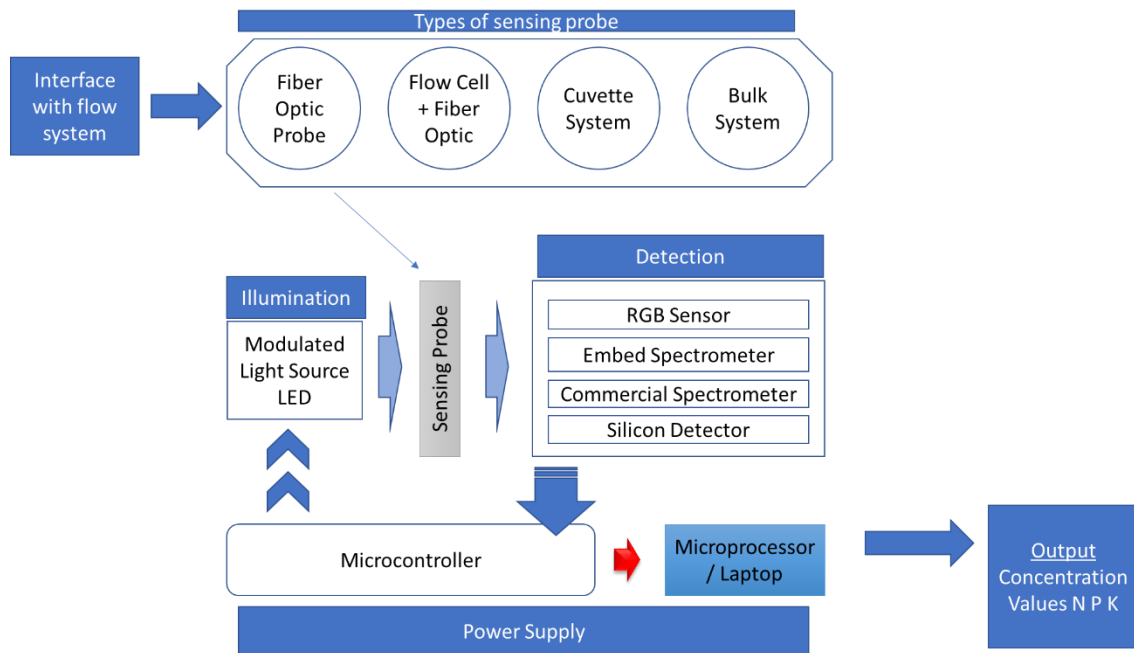 Types of sensing probe
Interface
with flow
system
Fiber
Optic
Probe
Flow Cell
+ Fiber
Optic
Cuvette
System
Bulk
System
Illumination
Modulated
Light Source
LED
Sensing Probe
Detection
RGB Sensor
Embed Spectrometer
Commercial Spectrometer
Silicon Detector
Microcontroller
Microprocessor
/ Laptop
Output
Concentration
Values N P K
Power Supply